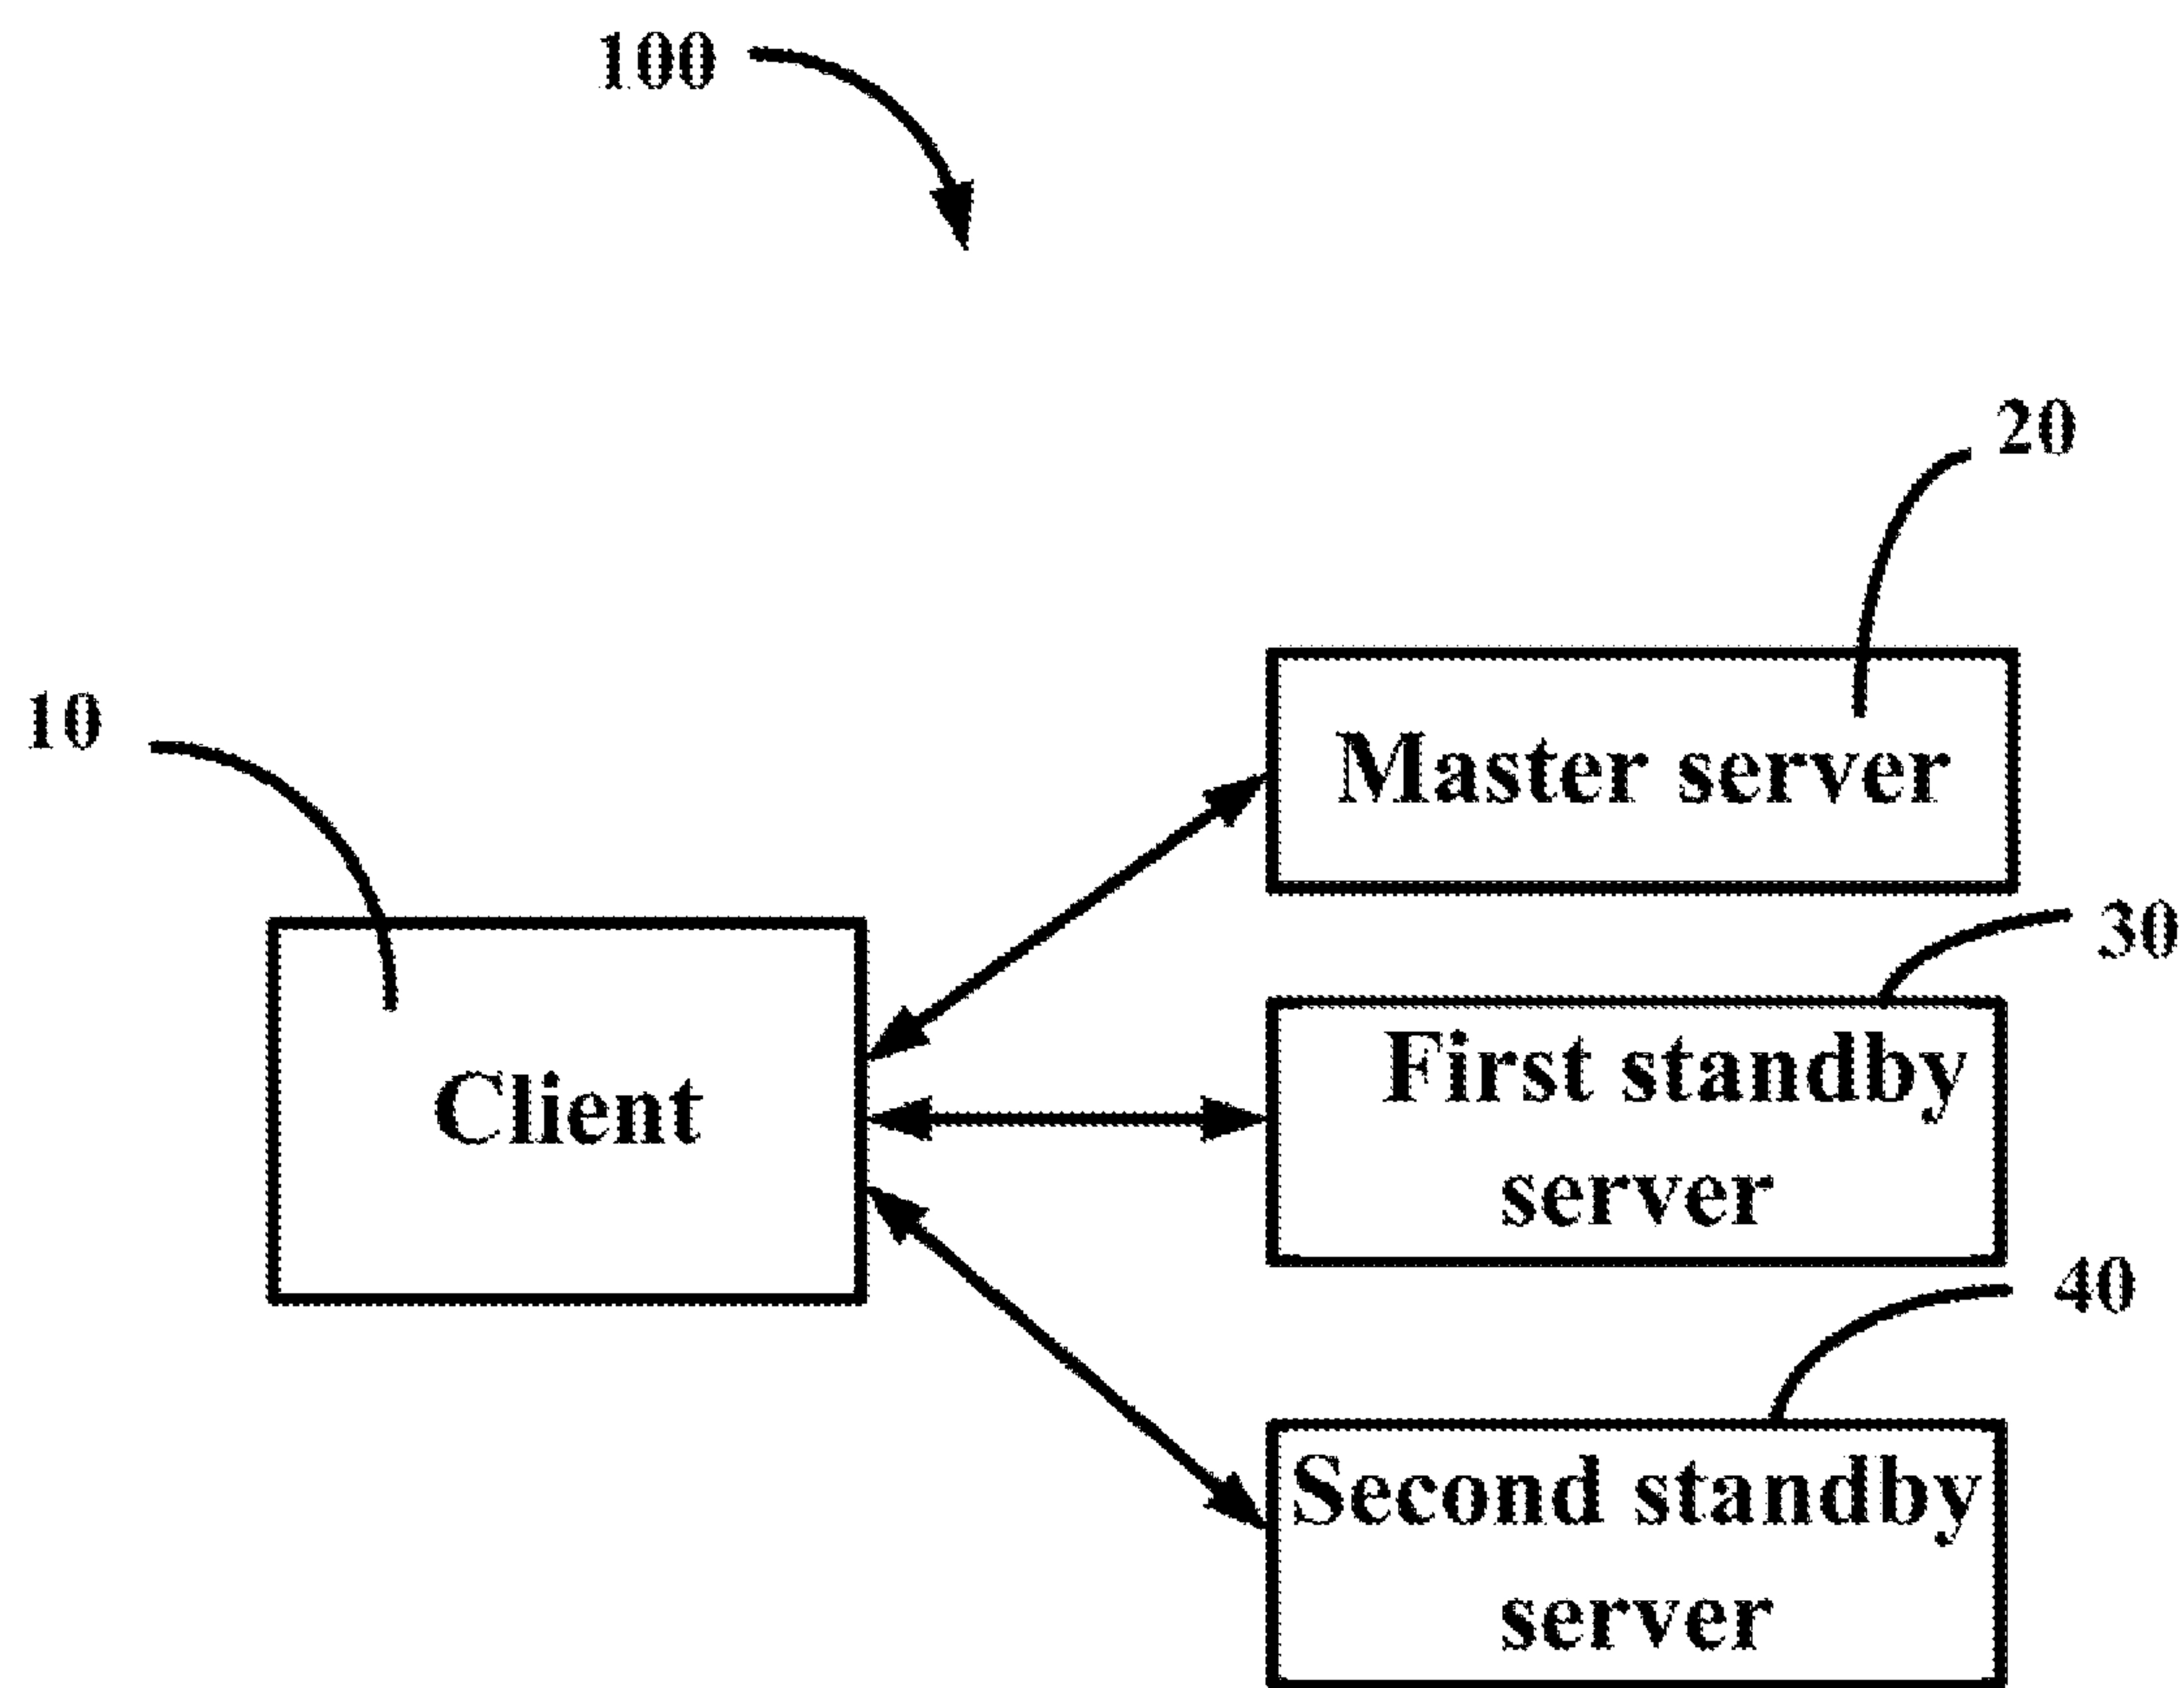 100
20
10
Master server
30
First standby
server
Client
40
Second standby
server